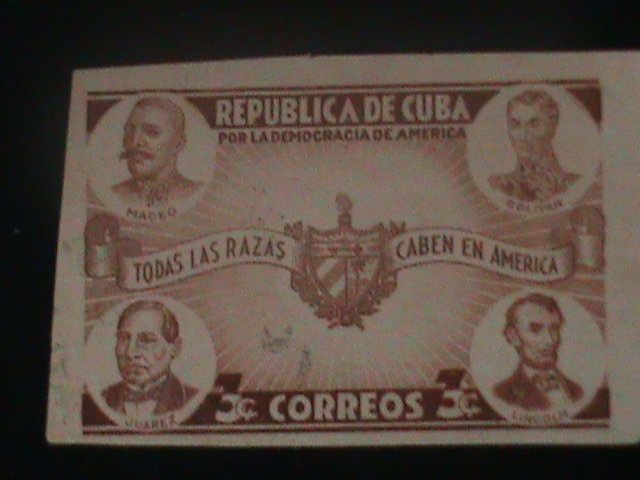 REPUBLICA DE CUBA
POR LA DEMOCRACIA DE AMERICA
MACEO
BOLIVAR
TODAS LAS RAZAS CABEN EN AMERICA
JUAREZ
LINCOLN
3¢ CORREOS 3¢